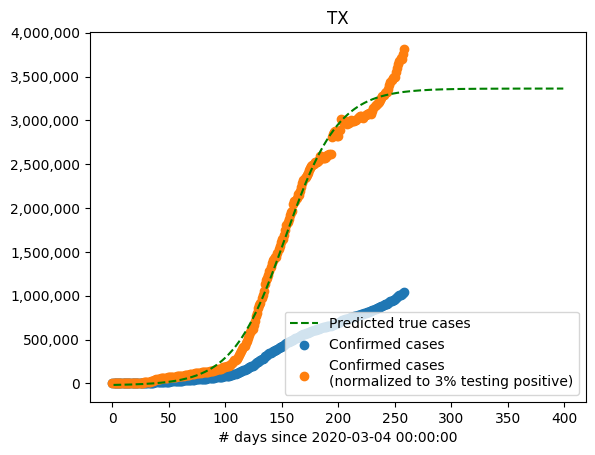 TX
4,000,000
3,500,000
3,000,000
2,500,000
2,000,000
1,500,000
1,000,000
500,000
0
Predicted true cases
Confirmed cases
Confirmed cases
(normalized to 3% testing positive)
0 50 100 150 200 250 300 350 400
# days since 2020-03-04 00:00:00